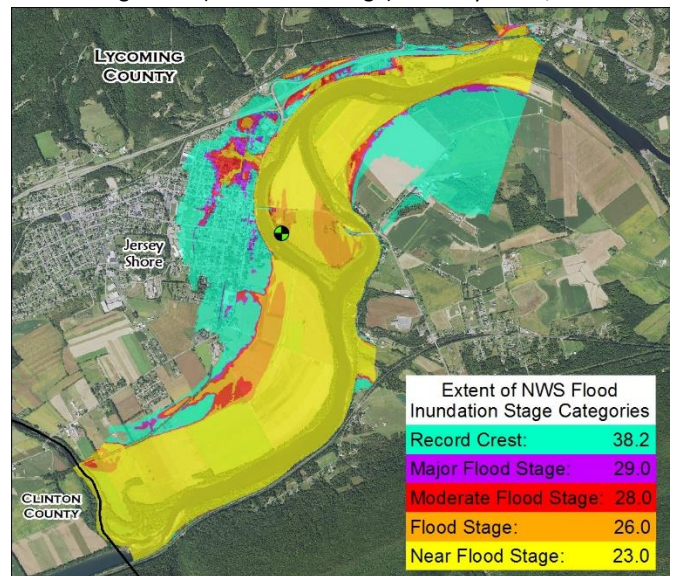 LYCOMING
COUNTY
Jersey
Shore
CLINTON
COUNTY
Extent of NWS Flood
Inundation Stage Categories
Record Crest: 38.2
Major Flood Stage: 29.0
Moderate Flood Stage: 28.0
Flood Stage: 26.0
Near Flood Stage: 23.0